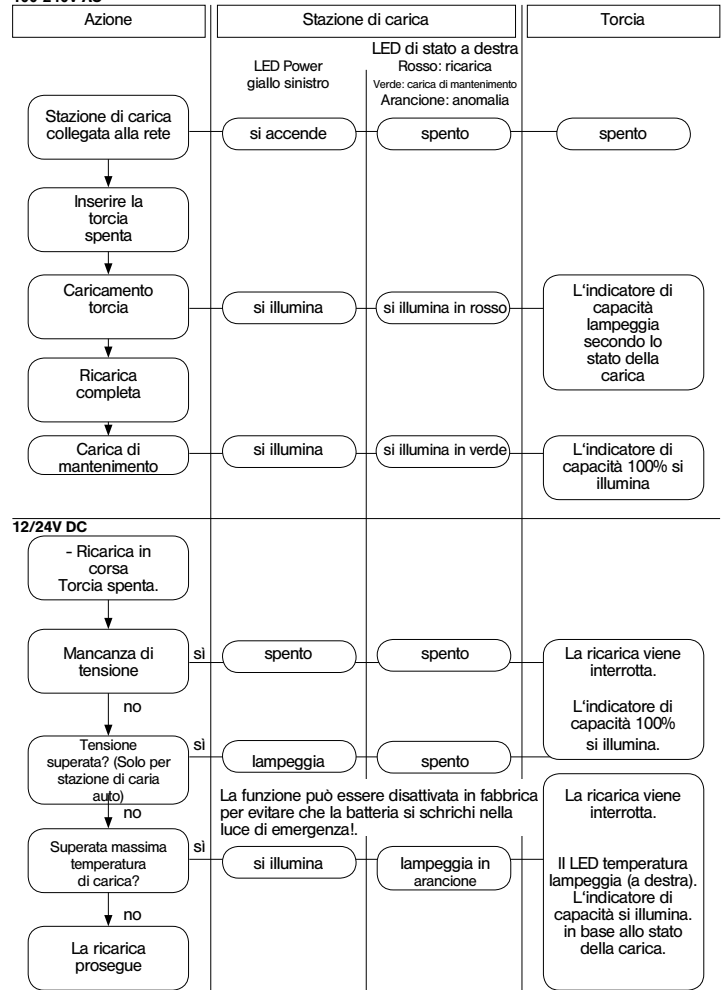 Azione
Stazione di carica
Torcia
LED Power
giallo sinistro
LED di stato a destra
Rosso: ricarica
Verde: carica di mantenimento
Arancione: anomalia
Stazione di carica
collegata alla rete
si accende
spento
spento
Inserire la
torcia
spenta
Caricamento
torcia
si illumina
si illumina in rosso
L'indicatore di
capacità
lampeggia
secondo lo
stato della
carica
Ricarica
completa
Carica di
mantenimento
si illumina
si illumina in verde
L'indicatore di
capacità 100% si
illumina
12/24V DC
- Ricarica in
corsa
Torcia spenta.
Mancanza di
tensione
sì
spento
spento
La ricarica viene
interrotta.
L'indicatore di
capacità 100%
si illumina.
no
Tensione
superata? (Solo per
stazione di caria
auto)
sì
lampeggia
spento
no
La funzione può essere disattivata in fabbrica
per evitare che la batteria si schrichi nella
luce di emergenza!.
Superata massima
temperatura
di carica?
sì
si illumina
lampeggia in
arancione
La ricarica viene
interrotta.
Il LED temperatura
lampeggia (a destra).
L'indicatore di
capacità si illumina.
in base allo stato
della carica.
no
La ricarica
prosegue